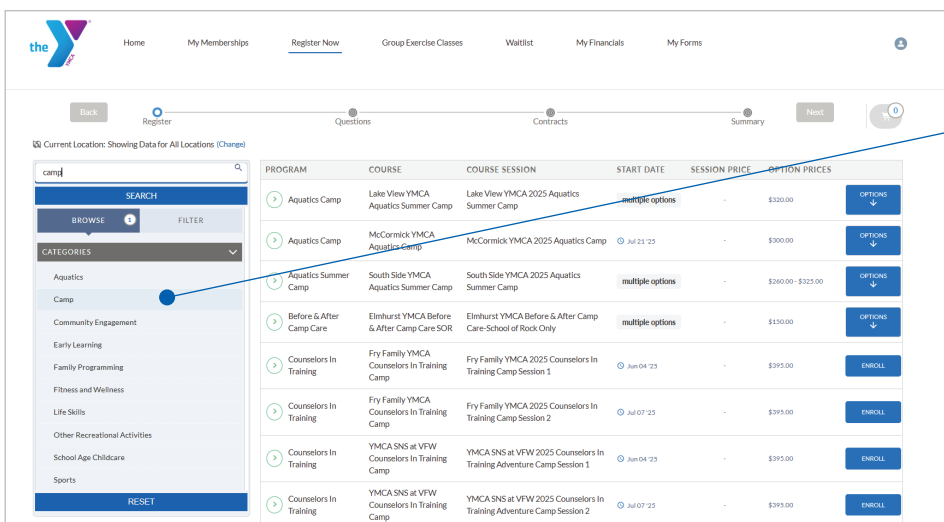 the
YMCA
Home My Memberships Register Now Group Exercise Classes Waitlist My Financials My Forms
Back Register Questions Contracts Summary Next 0
Current Location: Showing Data for All Locations (Change)
camp
SEARCH
BROWSE 1 FILTER
CATEGORIES
Aquatics
Camp
Community Engagement
Early Learning
Family Programming
Fitness and Wellness
Life Skills
Other Recreational Activities
School Age Childcare
Sports
RESET
PROGRAM COURSE COURSE SESSION START DATE SESSION PRICE OPTION PRICES
Aquatics Camp Lake View YMCA Lake View YMCA 2025 Aquatics multiple options - $320.00 OPTIONS
Aquatics Summer Camp Summer Camp
Aquatics Camp McCormick YMCA McCormick YMCA 2025 Aquatics Camp Jul 21 '25 - $300.00 OPTIONS
Aquatics Camp
Aquatics Summer South Side YMCA South Side YMCA 2025 Aquatics multiple options - $260.00 - $325.00 OPTIONS
Camp Aquatics Summer Camp Summer Camp
Before & After Elmhurst YMCA Before Elmhurst YMCA Before & After Camp multiple options - $150.00 OPTIONS
Camp Care & After Camp Care SOR Care-School of Rock Only
Counselors In Fry Family YMCA Fry Family YMCA 2025 Counselors In Jun 04 '25 - $395.00 ENROLL
Training Counselors In Training Training Camp Session 1
Camp
Counselors In Fry Family YMCA Fry Family YMCA 2025 Counselors In Jul 07 '25 - $395.00 ENROLL
Training Counselors In Training Training Camp Session 2
Camp
Counselors In YMCA SNS at VFW YMCA SNS at VFW 2025 Counselors In Jun 04 '25 - $395.00 ENROLL
Training Counselors In Training Training Adventure Camp Session 1
Camp
Counselors In YMCA SNS at VFW YMCA SNS at VFW 2025 Counselors In Jul 07 '25 - $395.00 ENROLL
Training Counselors In Training Training Adventure Camp Session 2
Camp